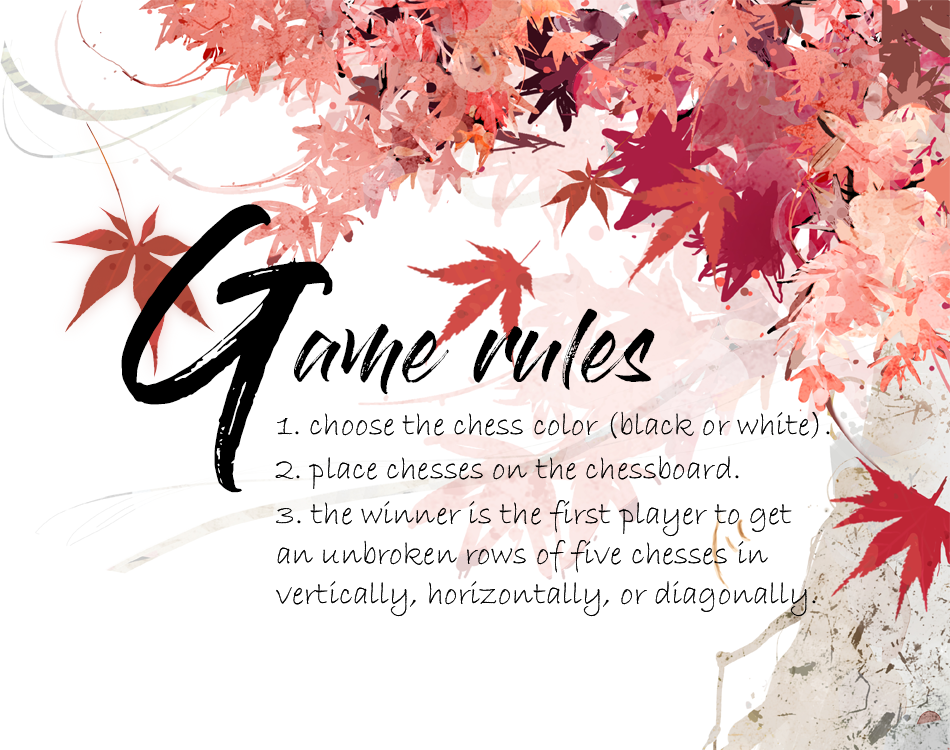 Game rules
1. choose the chess color (black or white).
2. place chesses on the chessboard.
3. the winner is the first player to get
an unbroken rows of five chesses in
vertically, horizontally, or diagonally.